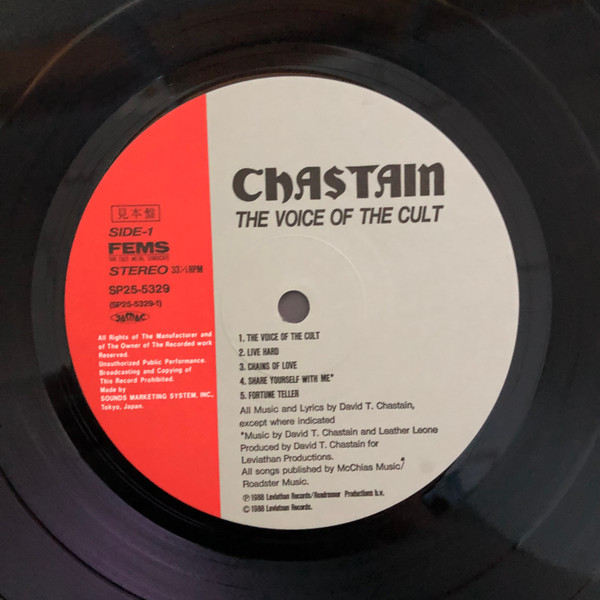 Chastain
THE VOICE OF THE CULT
見本盤
SIDE-1
FEMS
FAR EAST METAL SYNDICATE
STEREO 33⅓RPM
SP25-5329
(SP25-5329-1)
All Rights of The Manufacturer and
of The Owner of The Recorded work
Reserved.
Unauthorized Public Performance.
Broadcasting and Copying of
This Record Prohibited.
Made by
SOUNDS MARKETING SYSTEM, INC,
Tokyo, Japan.
1. THE VOICE OF THE CULT
2. LIVE HARD
3. CHAINS OF LOVE
4. SHARE YOURSELF WITH ME*
5. FORTUNE TELLER
All Music and Lyrics by David T. Chastain,
except where indicated
*Music by David T. Chastain and Leather Leone
Produced by David T. Chastain for
Leviathan Productions.
All songs published by McChias Music/*
Roadster Music.
Ⓟ1988 Leviathan Records/Roadrunner Productions b.v.
©1988 Leviathan Records.